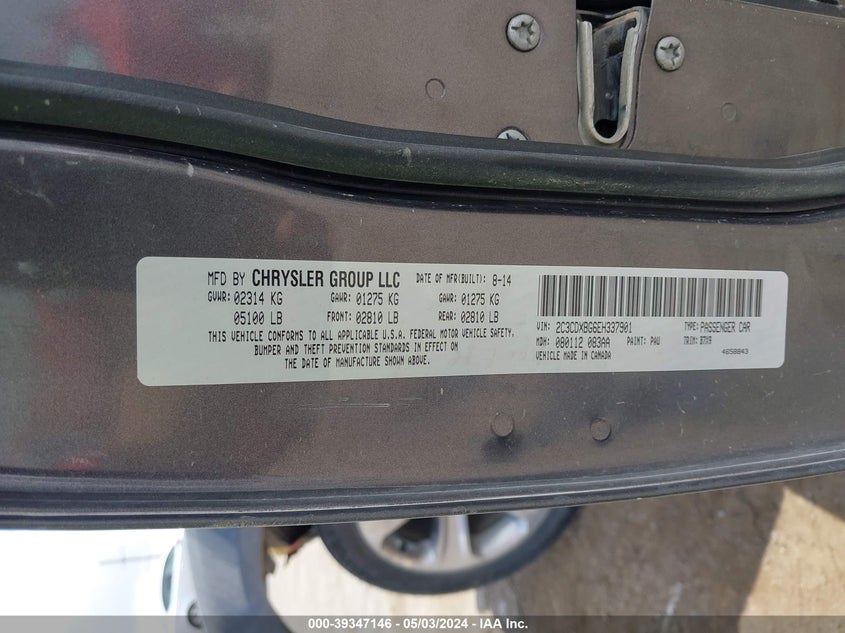 MFD BY CHRYSLER GROUP LLC DATE OF MFR(BUILT): 8-14
GVWR: 02314 KG GAWR: 01275 KG GAWR: 01275 KG
05100 LB FRONT: 02810 LB REAR: 02810 LB
THIS VEHICLE CONFORMS TO ALL APPLICABLE U.S.A. FEDERAL MOTOR VEHICLE SAFETY,
BUMPER AND THEFT PREVENTION STANDARDS IN EFFECT ON
THE DATE OF MANUFACTURE SHOWN ABOVE.
VIN: 2C3CDXBG6EH337901 TYPE: PASSENGER CAR
MDH: 080112 083AA PAINT: PAU TRIM: B7X9
VEHICLE MADE IN CANADA 4658843
000-39347146 - 05/03/2024 - IAA Inc.